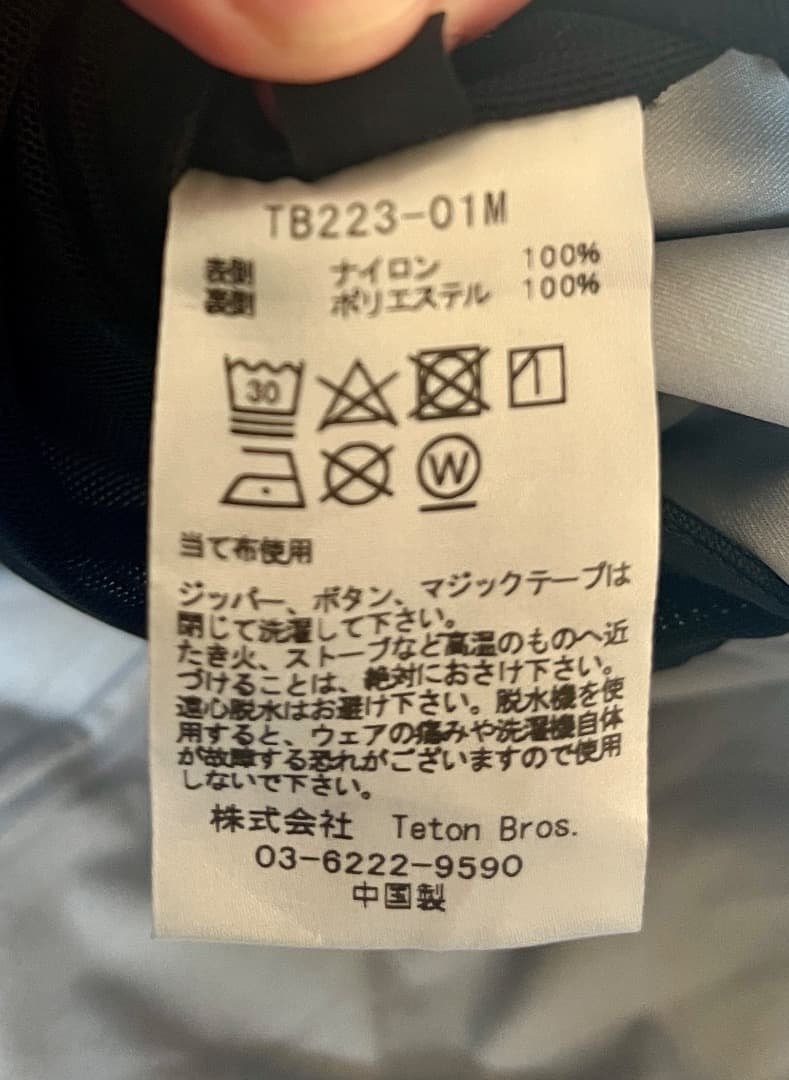 TB223-01M
表側 ナイロン 100%
裏側 ポリエステル 100%
30
W
当て布使用
ジッパー、ボタン、マジックテープは
閉じて洗濯して下さい。
たき火、ストーブなど高温のものへ近
づけることは、絶対におさけ下さい。
遠心脱水はお避け下さい。脱水機を使
用すると、ウェアの痛みや洗濯機自体
が故障する恐れがございますので使用
しないで下さい。
株式会社 Teton Bros.
03-6222-9590
中国製